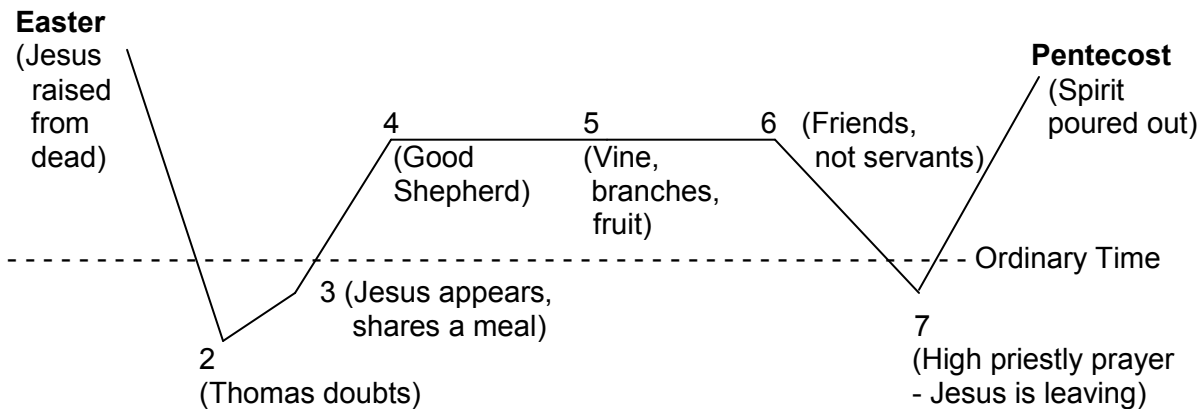 Easter
(Jesus
raised
from
dead)
4
(Good
Shepherd)
5
(Vine,
branches,
fruit)
6
(Friends,
not servants)
Pentecost
(Spirit
poured out)
Ordinary Time
3 (Jesus appears,
shares a meal)
2
(Thomas doubts)
7
(High priestly prayer
- Jesus is leaving)